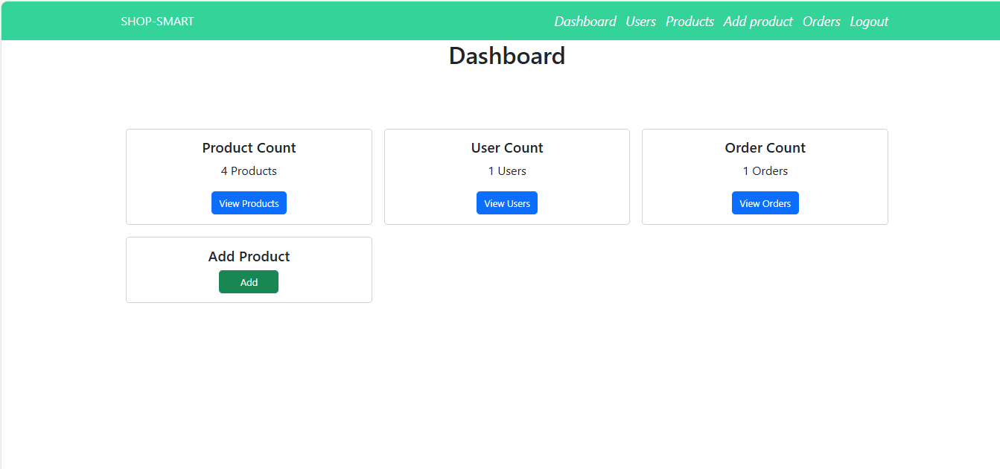 SHOP-SMART Dashboard Users Products Add product Orders Logout
Dashboard
Product Count
4 Products
View Products
User Count
1 Users
View Users
Order Count
1 Orders
View Orders
Add Product
Add